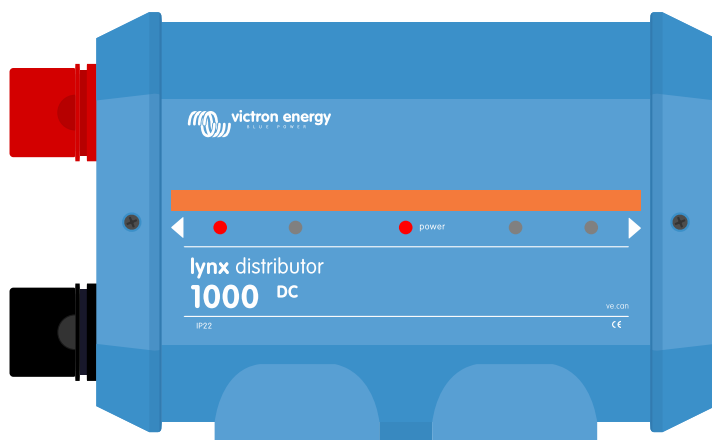 victron energy
BLUE POWER
power
lynx distributor
1000 DC
ve.can
IP22
CE